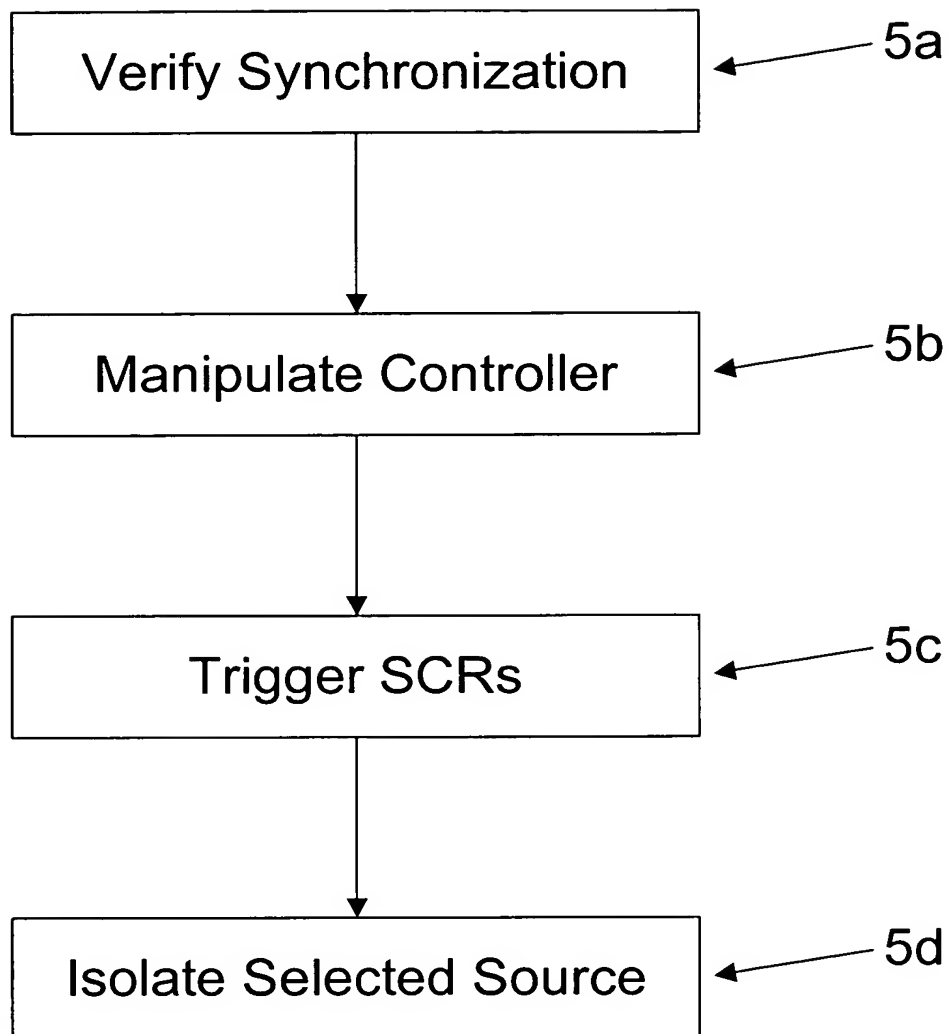 Verify Synchronization
5a
Manipulate Controller
5b
Trigger SCRs
5c
Isolate Selected Source
5d